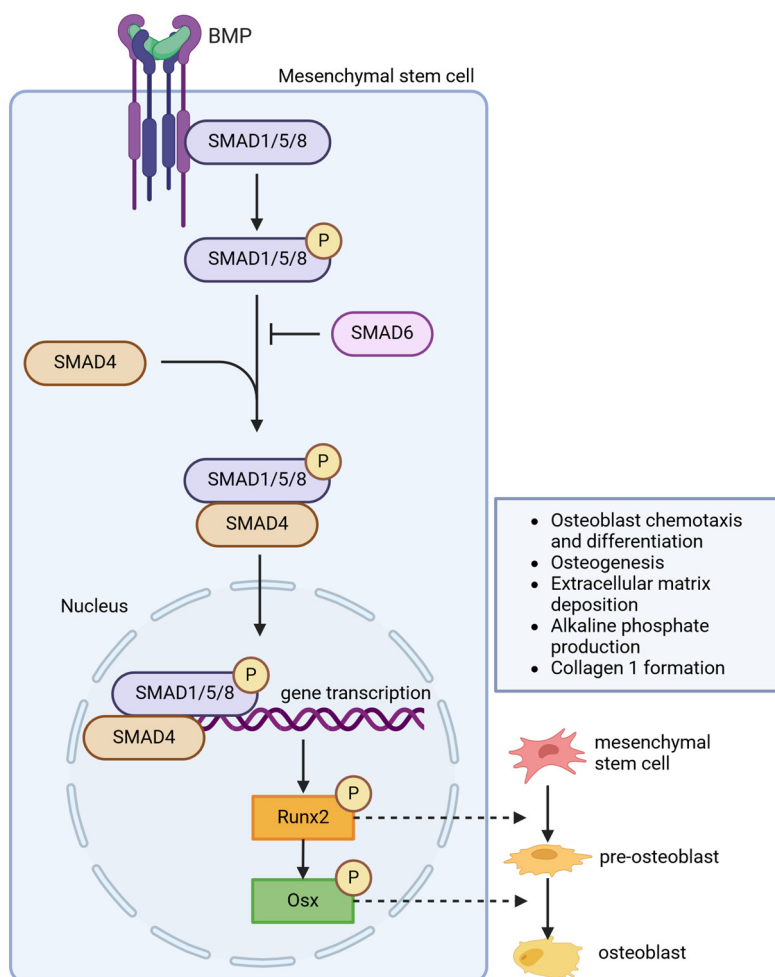 BMP
Mesenchymal stem cell
SMAD1/5/8
SMAD1/5/8
P
SMAD6
SMAD4
SMAD1/5/8
P
SMAD4
• Osteoblast chemotaxis
and differentiation
• Osteogenesis
• Extracellular matrix
deposition
• Alkaline phosphate
production
• Collagen 1 formation
Nucleus
SMAD1/5/8
P
SMAD4
gene transcription
mesenchymal
stem cell
Runx2
P
pre-osteoblast
Osx
P
osteoblast